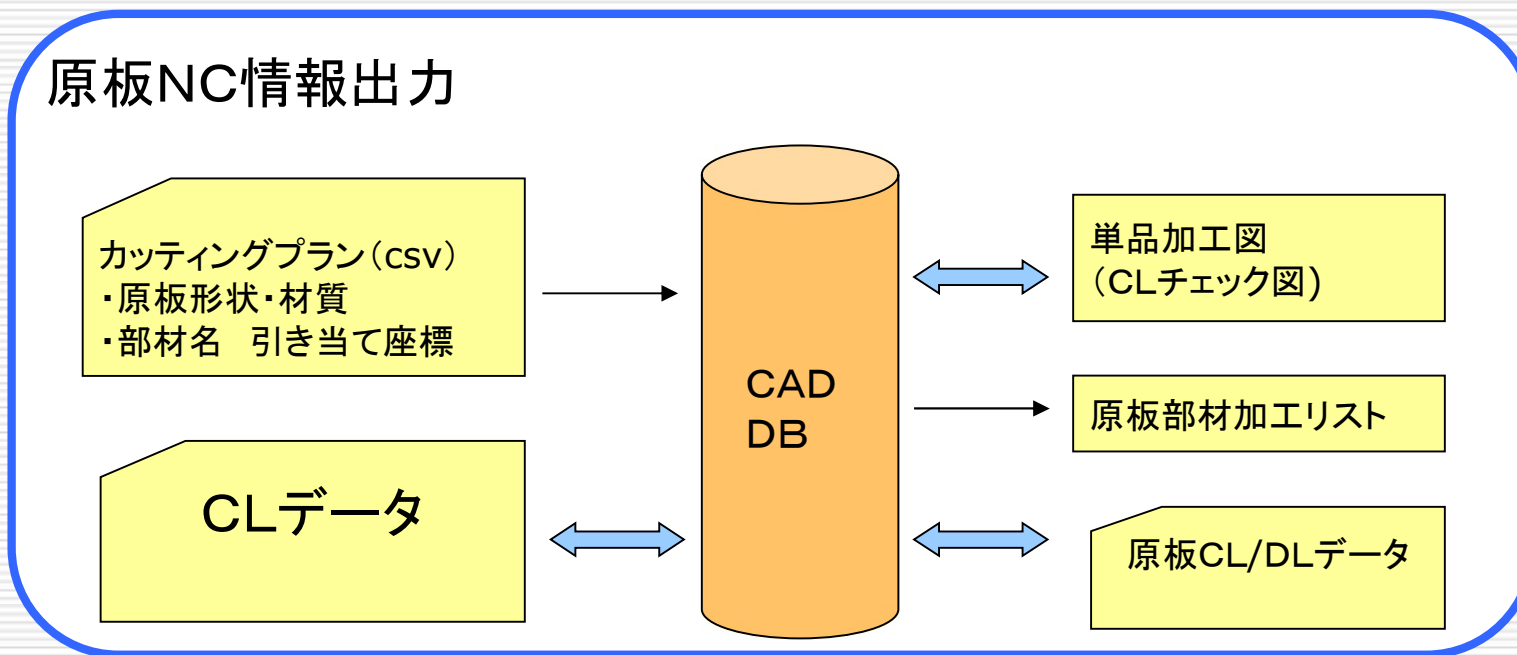 原板NC情報出力
カッティングプラン(csv)
・原板形状・材質
・部材名 引き当て座標
CLデータ
CAD
DB
単品加工図
(CLチェック図)
原板部材加工リスト
原板CL/DLデータ